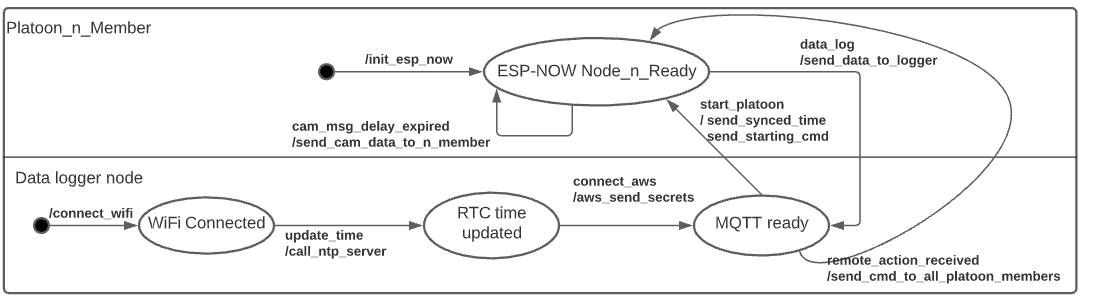 Platoon_n_Member
/init_esp_now
ESP-NOW Node_n_Ready
data_log
/send_data_to_logger
cam_msg_delay_expired
/send_cam_data_to_n_member
start_platoon
/ send_synced_time
send_starting_cmd
Data logger node
/connect_wifi
WiFi Connected
update_time
/call_ntp_server
RTC time
updated
connect_aws
/aws_send_secrets
MQTT ready
remote_action_received
/send_cmd_to_all_platoon_members